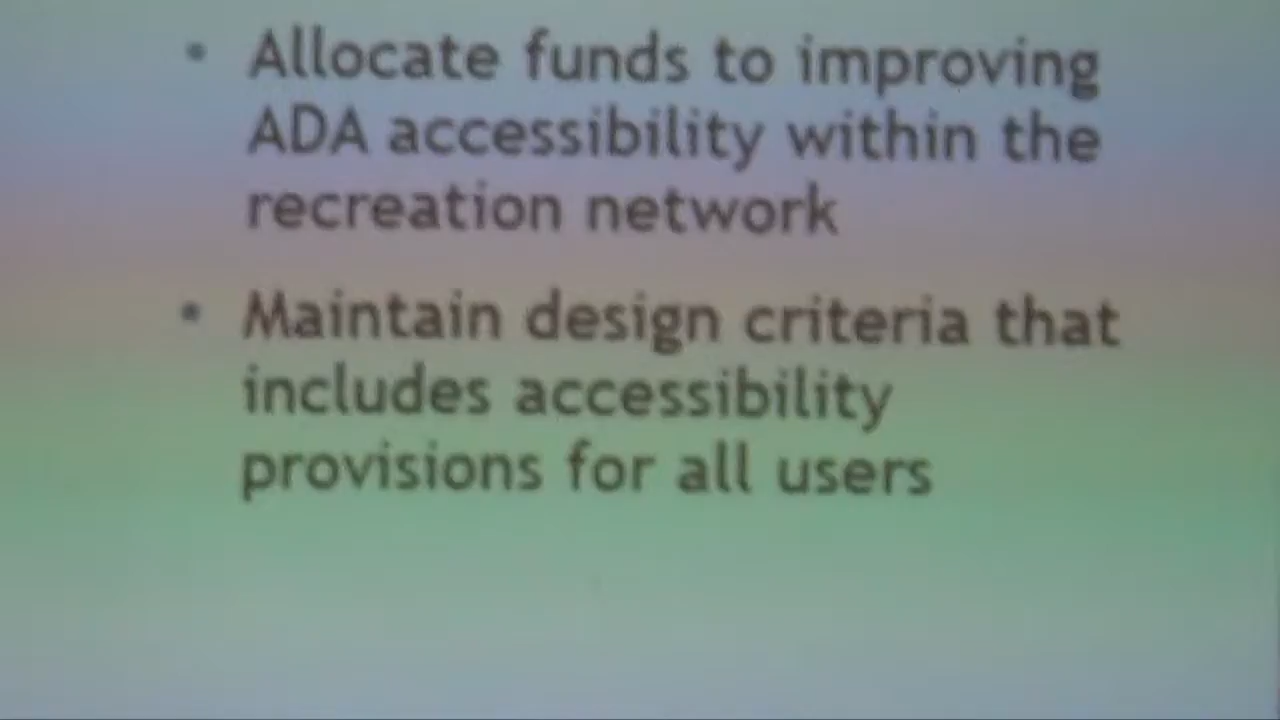 • Allocate funds to improving
ADA accessibility within the
recreation network
• Maintain design criteria that
includes accessibility
provisions for all users